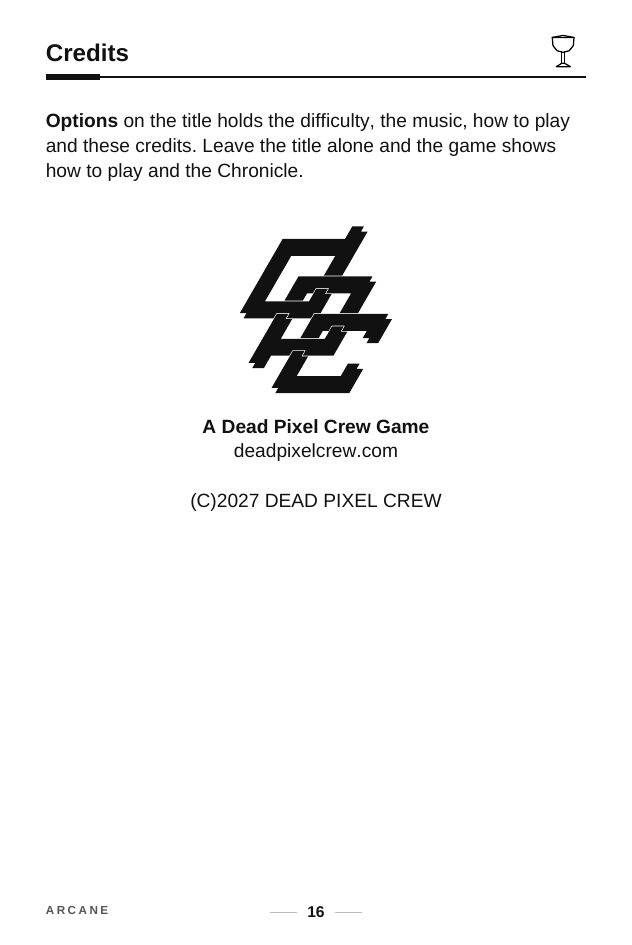 Credits
Options on the title holds the difficulty, the music, how to play
and these credits. Leave the title alone and the game shows
how to play and the Chronicle.
A Dead Pixel Crew Game
deadpixelcrew.com
(C)2027 DEAD PIXEL CREW
ARCANE
16